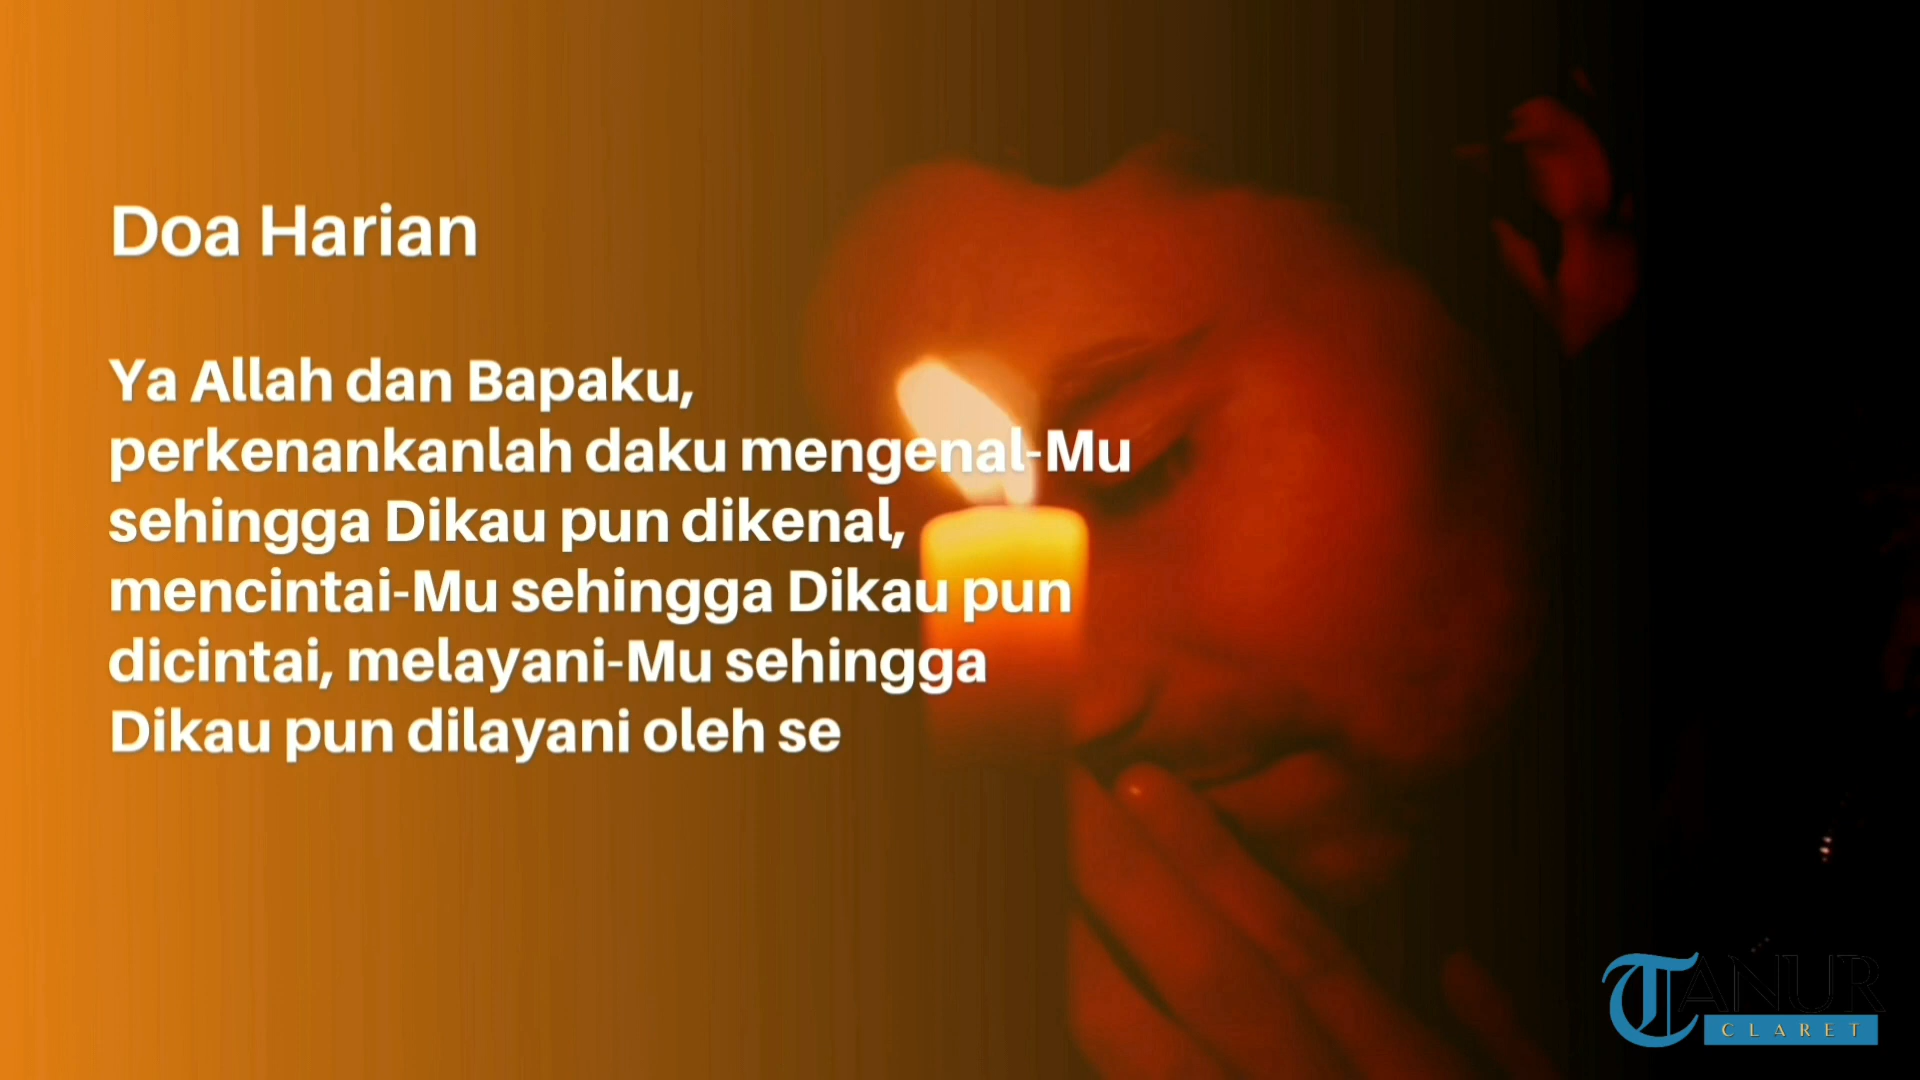 Doa Harian
Ya Allah dan Bapaku,
perkenankanlah daku mengenal-Mu
sehingga Dikau pun dikenal,
mencintai-Mu sehingga Dikau pun
dicintai, melayani-Mu sehingga
Dikau pun dilayani oleh se
TANUR
CLARET